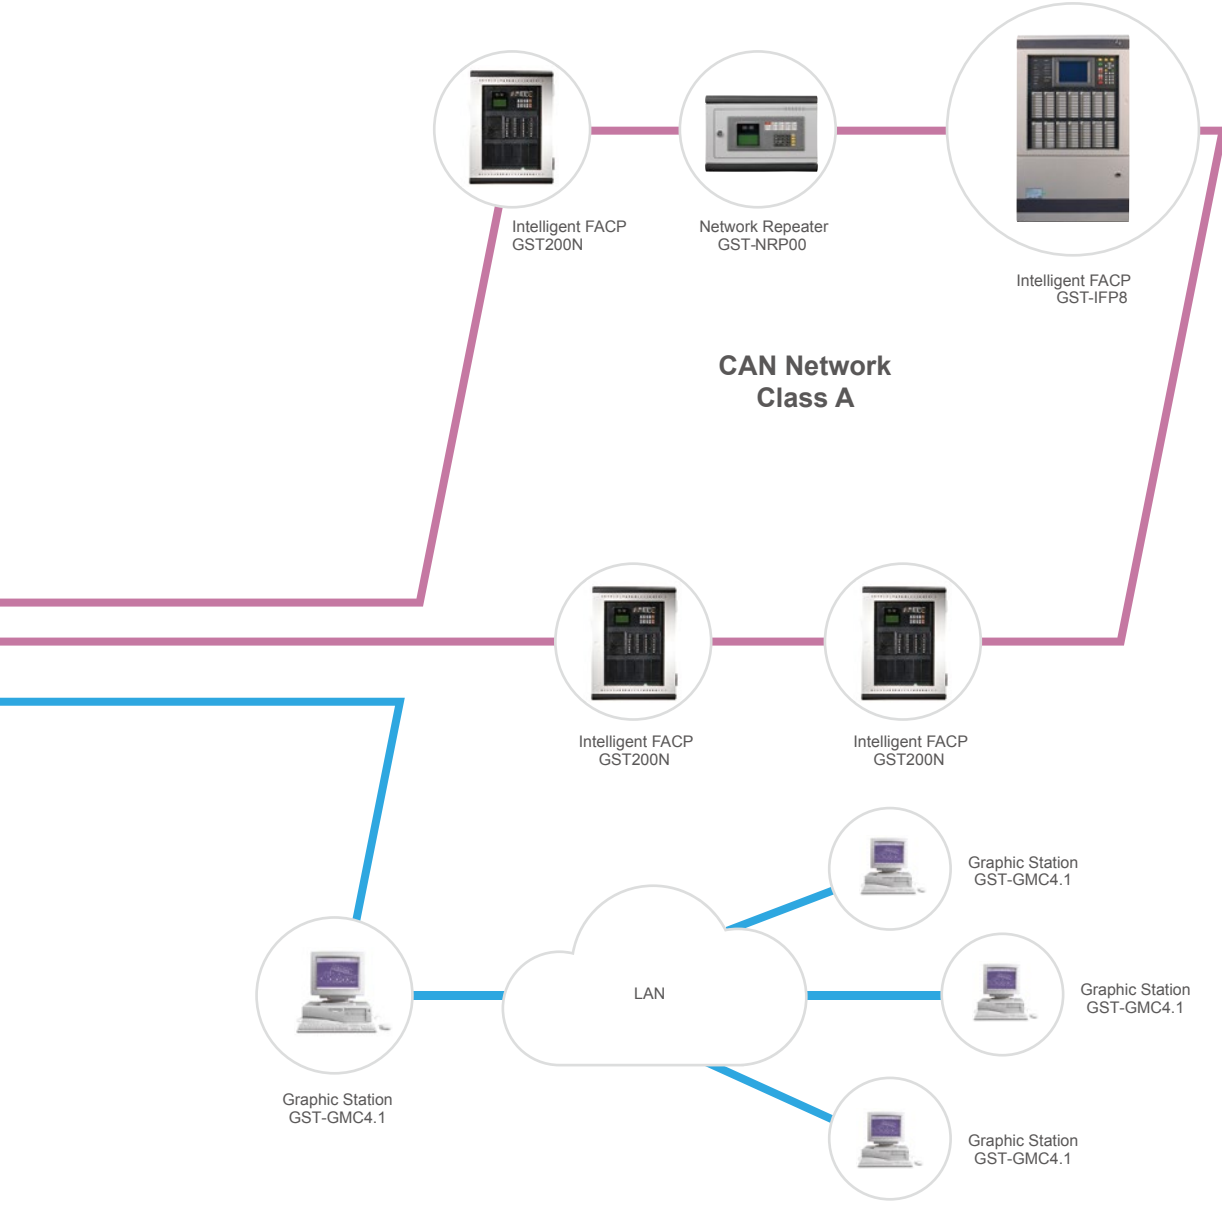 Intelligent FACP
GST200N
Network Repeater
GST-NRP00
Intelligent FACP
GST-IFP8
CAN Network
Class A
Intelligent FACP
GST200N
Intelligent FACP
GST200N
Graphic Station
GST-GMC4.1
Graphic Station
GST-GMC4.1
LAN
Graphic Station
GST-GMC4.1
Graphic Station
GST-GMC4.1